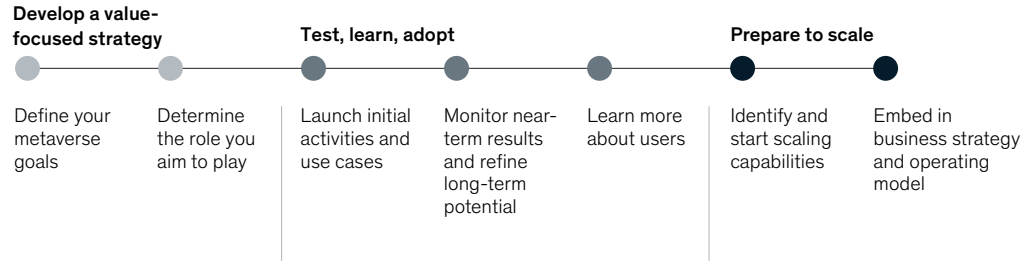 Develop a value-
focused strategy
Test, learn, adopt
Prepare to scale
Define your
metaverse
goals
Determine
the role you
aim to play
Launch initial
activities and
use cases
Monitor near-
term results
and refine
long-term
potential
Learn more
about users
Identify and
start scaling
capabilities
Embed in
business strategy
and operating
model